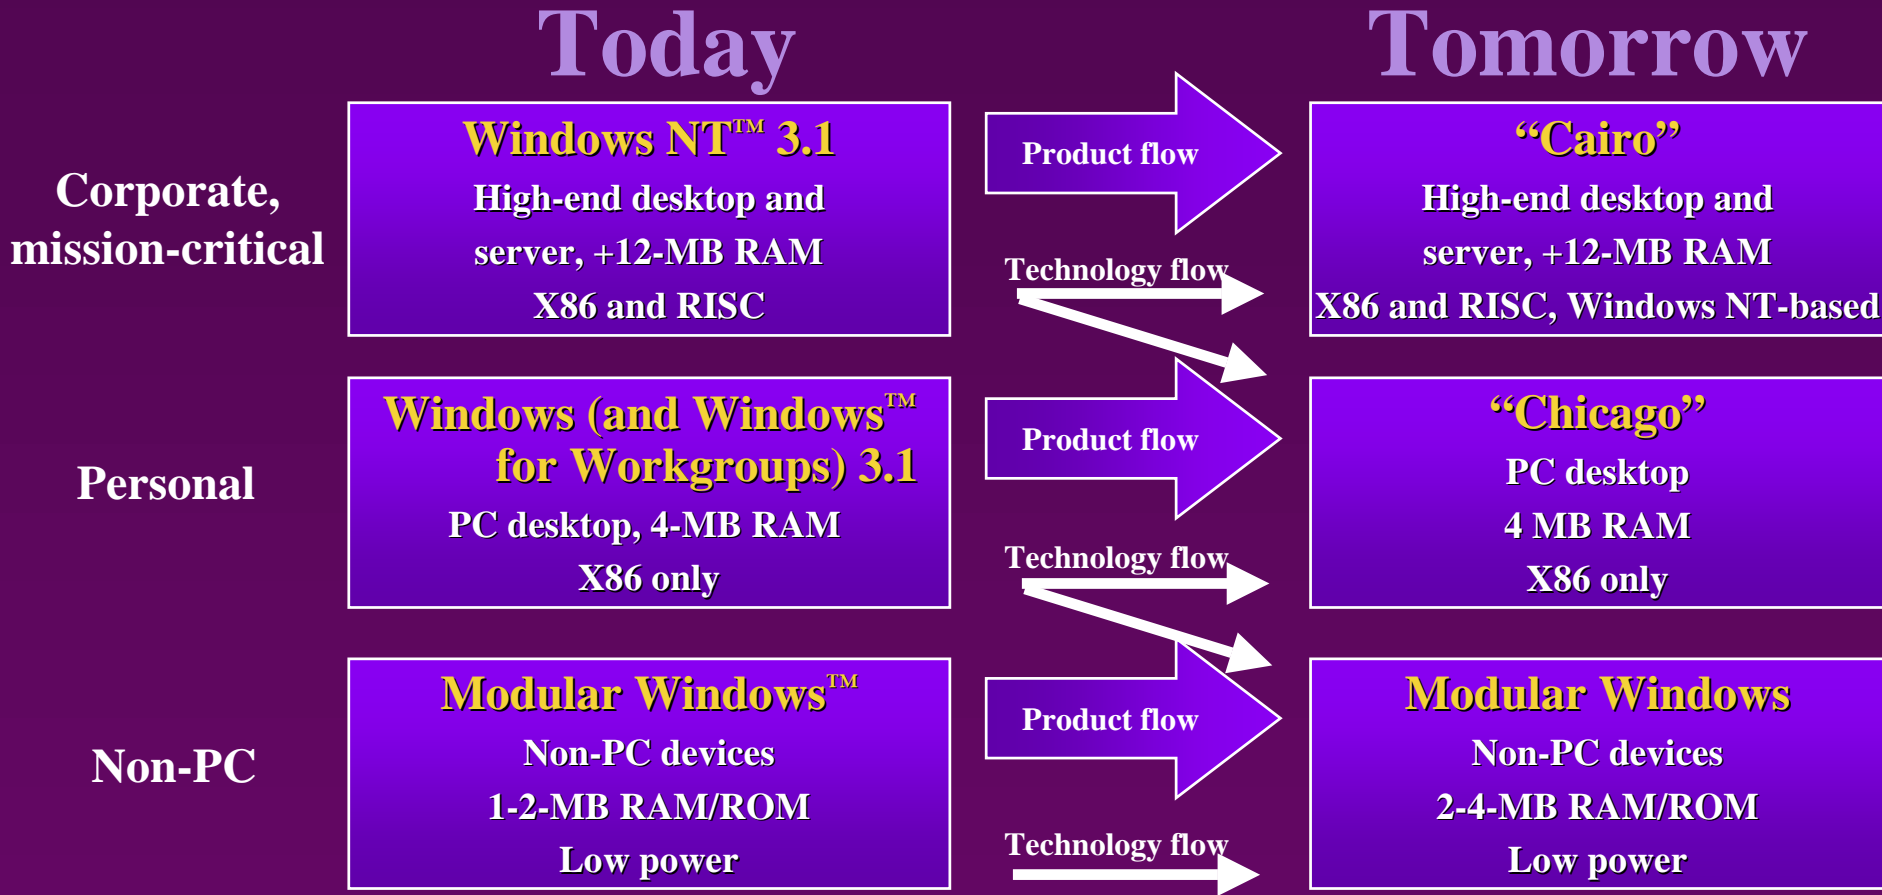 Today
Tomorrow
Corporate,
mission-critical
Windows NT™ 3.1
High-end desktop and
server, +12-MB RAM
X86 and RISC
Product flow
Technology flow
“Cairo”
High-end desktop and
server, +12-MB RAM
X86 and RISC, Windows NT-based
Personal
Windows (and Windows™
for Workgroups) 3.1
PC desktop, 4-MB RAM
X86 only
Product flow
Technology flow
“Chicago”
PC desktop
4 MB RAM
X86 only
Non-PC
Modular Windows™
Non-PC devices
1-2-MB RAM/ROM
Low power
Product flow
Technology flow
Modular Windows
Non-PC devices
2-4-MB RAM/ROM
Low power